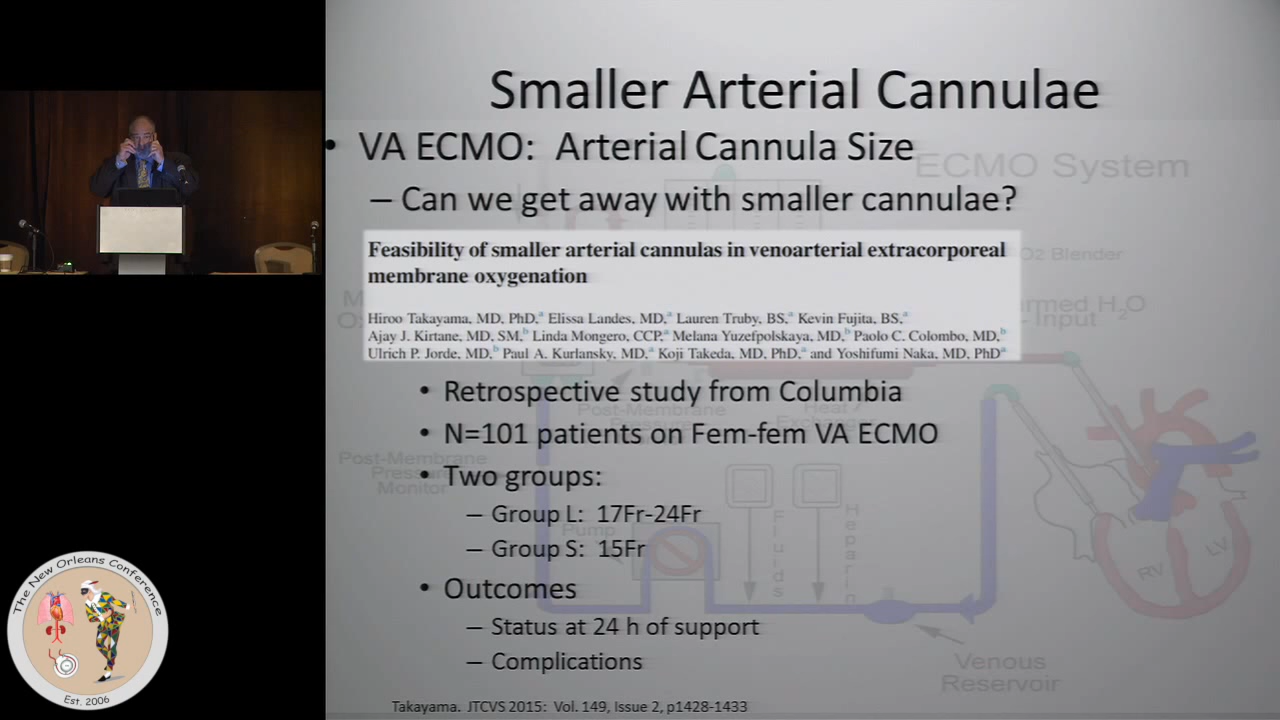 Smaller Arterial Cannulae
• VA ECMO: Arterial Cannula Size
– Can we get away with smaller cannulae?
Feasibility of smaller arterial cannulas in venoarterial extracorporeal
membrane oxygenation
Hiroo Takayama, MD, PhD,a Elissa Landes, MD,a Lauren Truby, BS,a Kevin Fujita, BS,a
Ajay J. Kirtane, MD, SM,b Linda Mongero, CCP,a Melana Yuzefpolskaya, MD,b Paolo C. Colombo, MD,b
Ulrich P. Jorde, MD,b Paul A. Kurlansky, MD,a Koji Takeda, MD, PhD,a and Yoshifumi Naka, MD, PhDa
• Retrospective study from Columbia
• N=101 patients on Fem-fem VA ECMO
• Two groups:
– Group L: 17Fr-24Fr
– Group S: 15Fr
• Outcomes
– Status at 24 h of support
– Complications
Takayama. JTCVS 2015: Vol. 149, Issue 2, p1428-1433
ECMO System
O2 Blender
H2O
Input
Post-Membrane
Pressure
Heat
Exchanger
Post-Membrane
Pressure
Monitor
Pump
Fluids
Heparin
LV
RV
Venous
Reservoir
The New Orleans Conference
Est. 2006